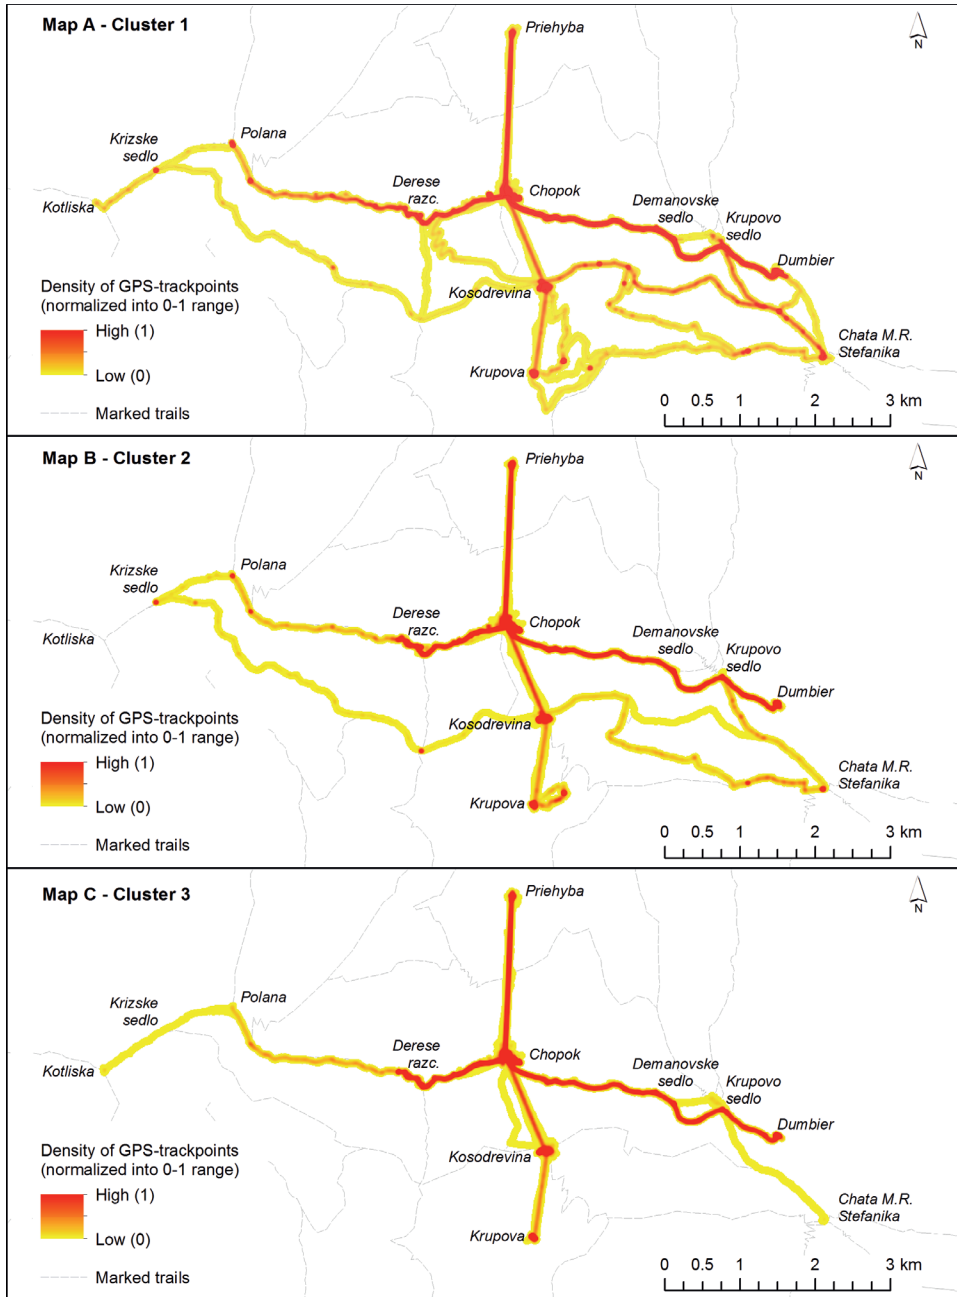 Map A - Cluster 1
Priehyba
N
Polana
Krizske
sedlo
Kotliska
Derese
razc.
Chopok
Demanovske
sedlo
Krupovo
sedlo
Dumbier
Kosodrevina
Krupova
Chata M.R.
Stefanika
Density of GPS-trackpoints
(normalized into 0-1 range)
High (1)
Low (0)
Marked trails
0 0.5 1 2 3 km
Map B - Cluster 2
Priehyba
N
Polana
Krizske
sedlo
Kotliska
Derese
razc.
Chopok
Demanovske
sedlo
Krupovo
sedlo
Dumbier
Kosodrevina
Krupova
Chata M.R.
Stefanika
Density of GPS-trackpoints
(normalized into 0-1 range)
High (1)
Low (0)
Marked trails
0 0.5 1 2 3 km
Map C - Cluster 3
Priehyba
N
Polana
Krizske
sedlo
Kotliska
Derese
razc.
Chopok
Demanovske
sedlo
Krupovo
sedlo
Dumbier
Kosodrevina
Krupova
Chata M.R.
Stefanika
Density of GPS-trackpoints
(normalized into 0-1 range)
High (1)
Low (0)
Marked trails
0 0.5 1 2 3 km